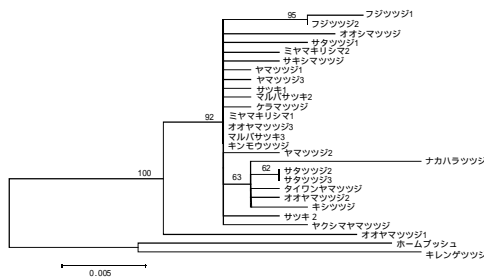 95
フジツツジ1
フジツツジ2
オオシマツツジ
サタツツジ1
ミヤマキリシマ2
サキシマツツジ
ヤマツツジ1
ヤマツツジ3
サツキ1
マルバサツキ2
ケラマツツジ
92
ミヤマキリシマ1
オオヤマツツジ3
マルバサツキ3
キンモウツツジ
ヤマツツジ2
ナカハラツツジ
100
62
サタツツジ2
サタツツジ3
63
タイワンヤマツツジ
オオヤマツツジ2
キシツツジ
サツキ 2
ヤクシマヤマツツジ
オオヤマツツジ1
ホームブッシュ
キレンゲツツジ
0.005